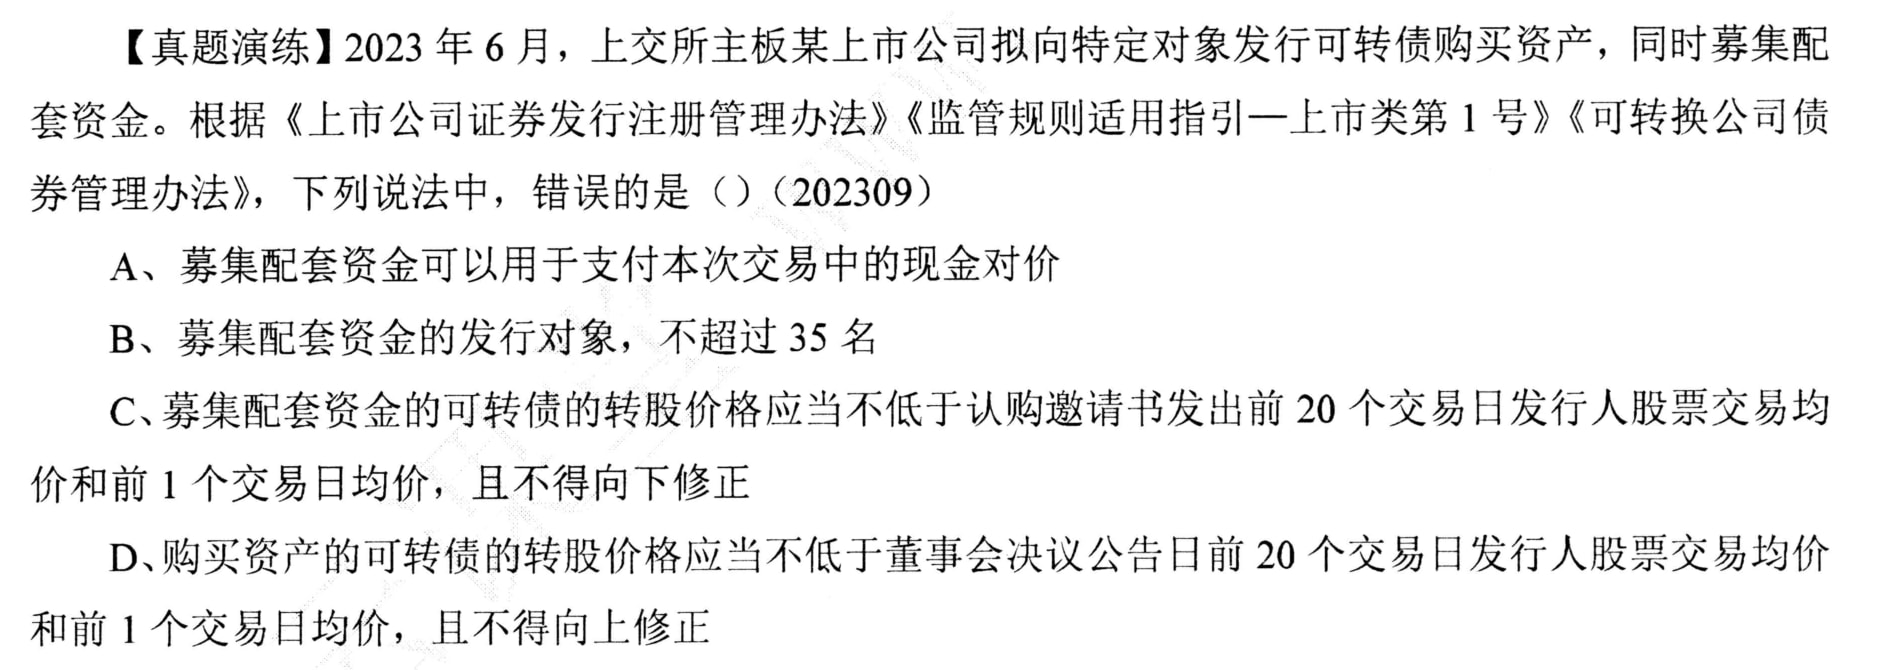 【真题演练】2023 年 6 月，上交所主板某上市公司拟向特定对象发行可转债购买资产，同时募集配
套资金。根据《上市公司证券发行注册管理办法》《监管规则适用指引—上市类第 1 号》《可转换公司债
券管理办法》，下列说法中，错误的是（）（202309）
A、募集配套资金可以用于支付本次交易中的现金对价
B、募集配套资金的发行对象，不超过 35 名
C、募集配套资金的可转债的转股价格应当不低于认购邀请书发出前 20 个交易日发行人股票交易均
价和前 1 个交易日均价，且不得向下修正
D、购买资产的可转债的转股价格应当不低于董事会决议公告日前 20 个交易日发行人股票交易均价
和前 1 个交易日均价，且不得向上修正